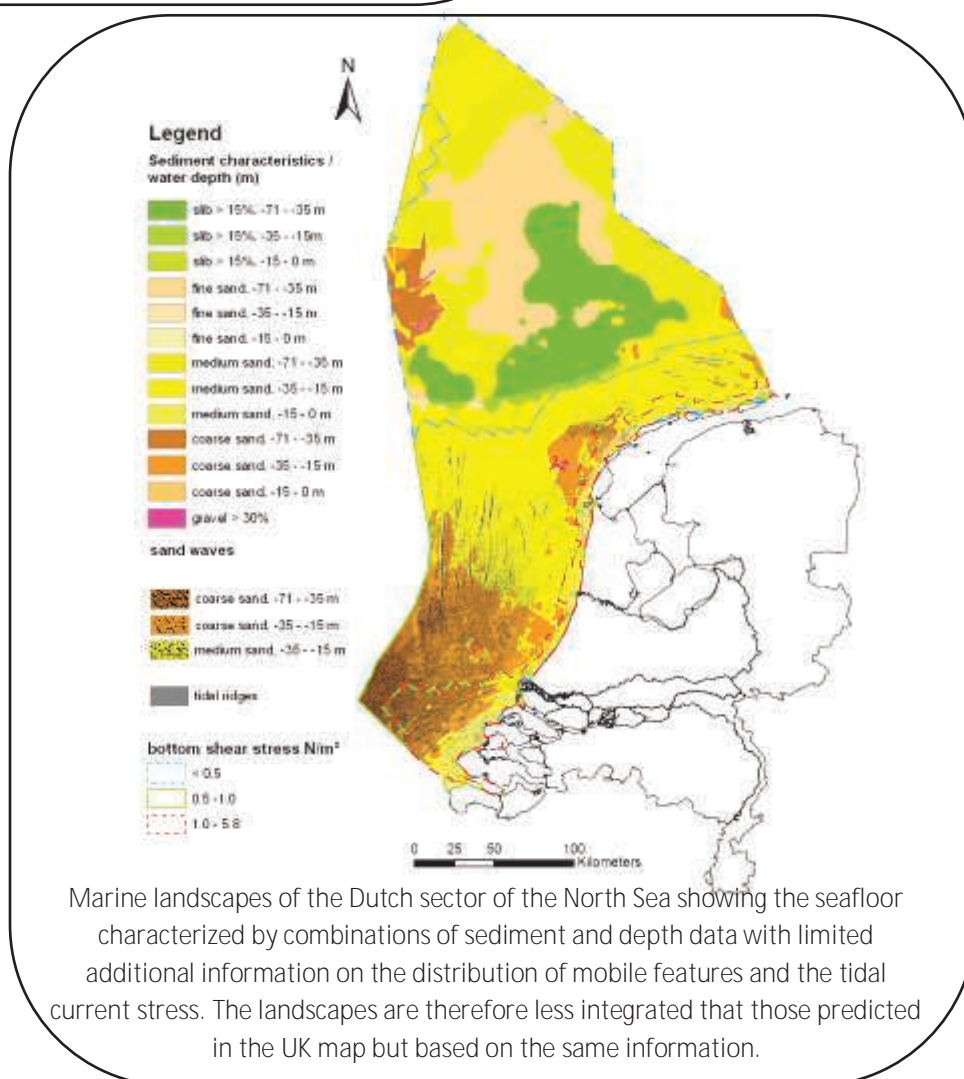 N
Legend
Sediment characteristics /
water depth (m)
slib > 15%, -71 - -35 m
slib > 15%, -35 - -15m
slib > 15%, -15 - 0 m
fine sand, -71 - -35 m
fine sand, -35 - -15 m
fine sand, -15 - 0 m
medium sand, -71 - -35 m
medium sand, -35 - -15 m
medium sand, -15 - 0 m
coarse sand, -71 - -35 m
coarse sand, -35 - -15 m
coarse sand, -15 - 0 m
gravel > 30%
sand waves
coarse sand, -71 - -35 m
coarse sand, -35 - -15 m
medium sand, -35 - -15 m
tidal ridges
bottom shear stress N/m²
< 0.5
0.5 -1.0
1.0 - 5.8
0 25 50 100
Kilometers
Marine landscapes of the Dutch sector of the North Sea showing the seafloor
characterized by combinations of sediment and depth data with limited
additional information on the distribution of mobile features and the tidal
current stress. The landscapes are therefore less integrated that those predicted
in the UK map but based on the same information.